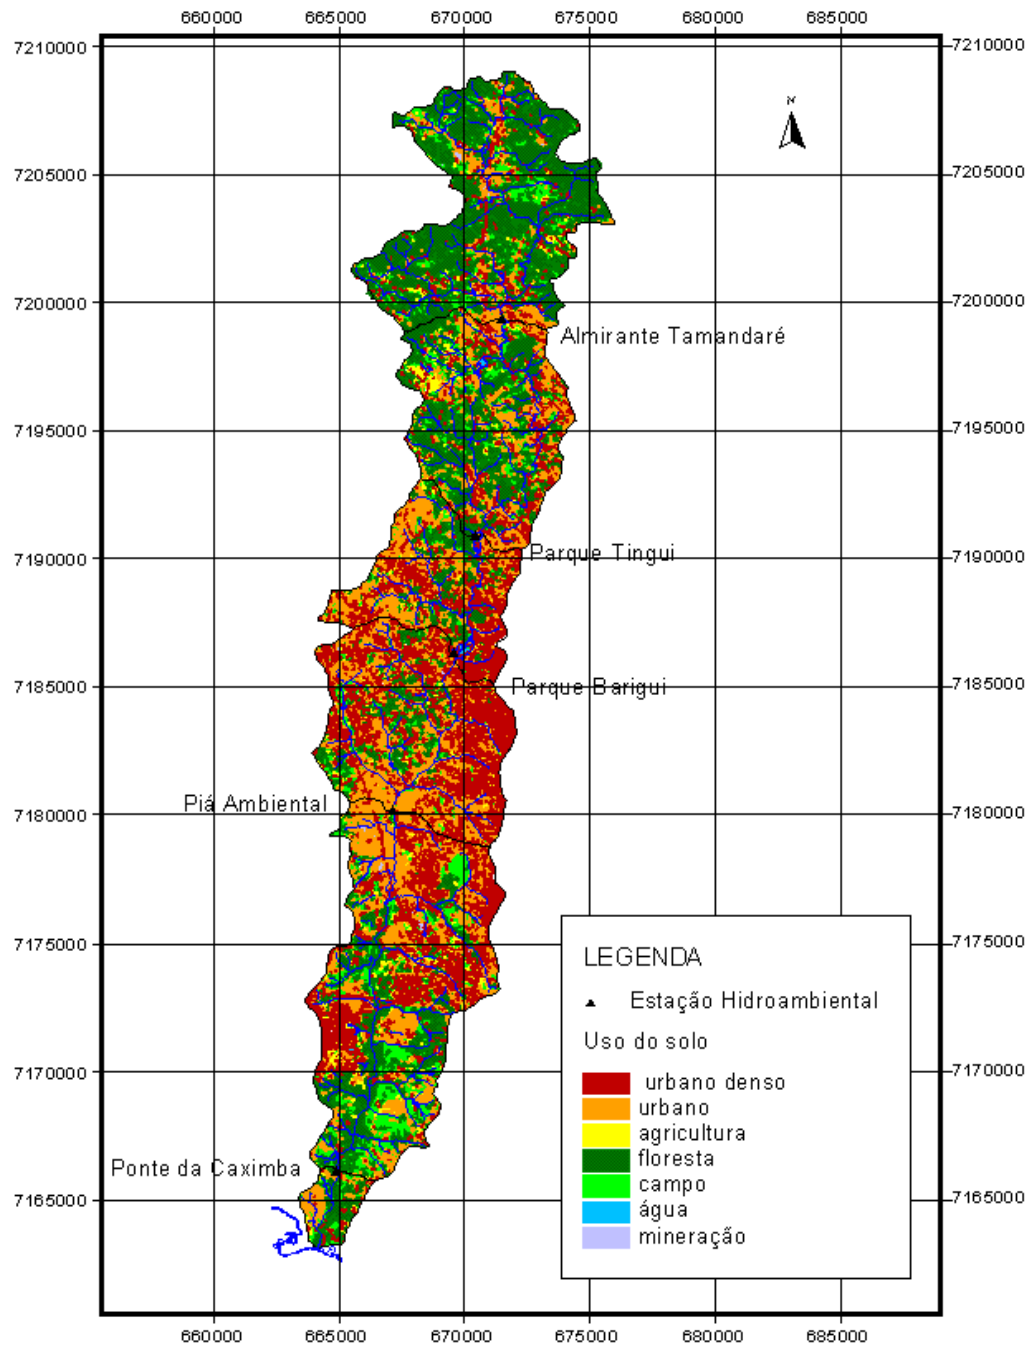 660000 665000 670000 675000 680000 685000
7210000 7210000
N
7205000 7205000
7200000 7200000
Almirante Tamandaré
7195000 7195000
7190000 Parque Tingui 7190000
7185000 Parque Barigui 7185000
Piá Ambiental
7180000 7180000
7175000 7175000
LEGENDA
Estação Hidroambiental
Uso do solo
7170000 7170000
urbano denso
urbano
agricultura
floresta
Ponte da Caximba
campo
7165000 7165000
água
mineração
660000 665000 670000 675000 680000 685000